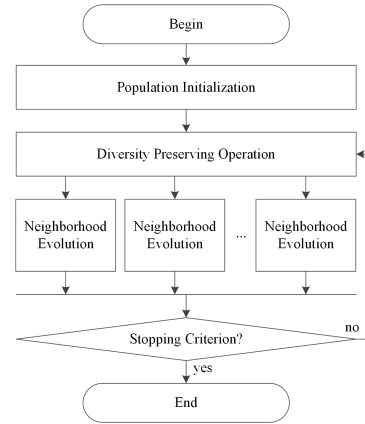 Begin
Population Initialization
Diversity Preserving Operation
Neighborhood
Evolution
Neighborhood
Evolution
...
Neighborhood
Evolution
Stopping Criterion?
no
yes
End